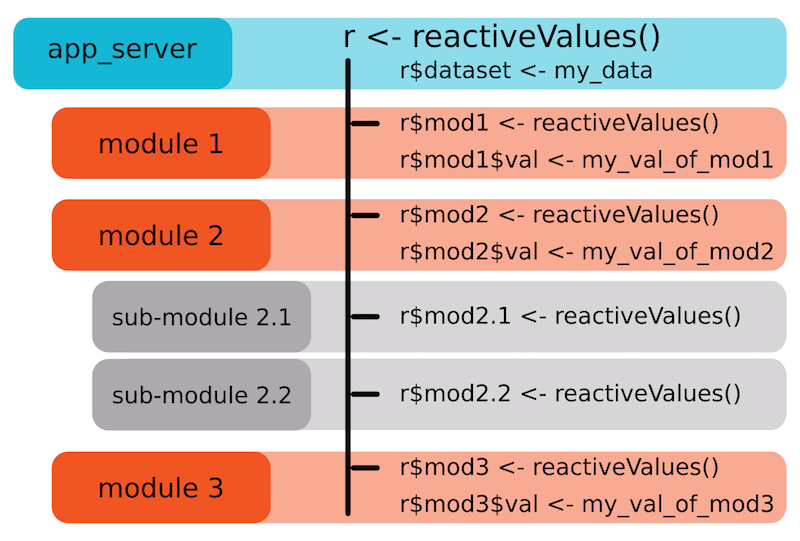 app_server
r <- reactiveValues()
r$dataset <- my_data
module 1
r$mod1 <- reactiveValues()
r$mod1$val <- my_val_of_mod1
module 2
r$mod2 <- reactiveValues()
r$mod2$val <- my_val_of_mod2
sub-module 2.1
r$mod2.1 <- reactiveValues()
sub-module 2.2
r$mod2.2 <- reactiveValues()
module 3
r$mod3 <- reactiveValues()
r$mod3$val <- my_val_of_mod3